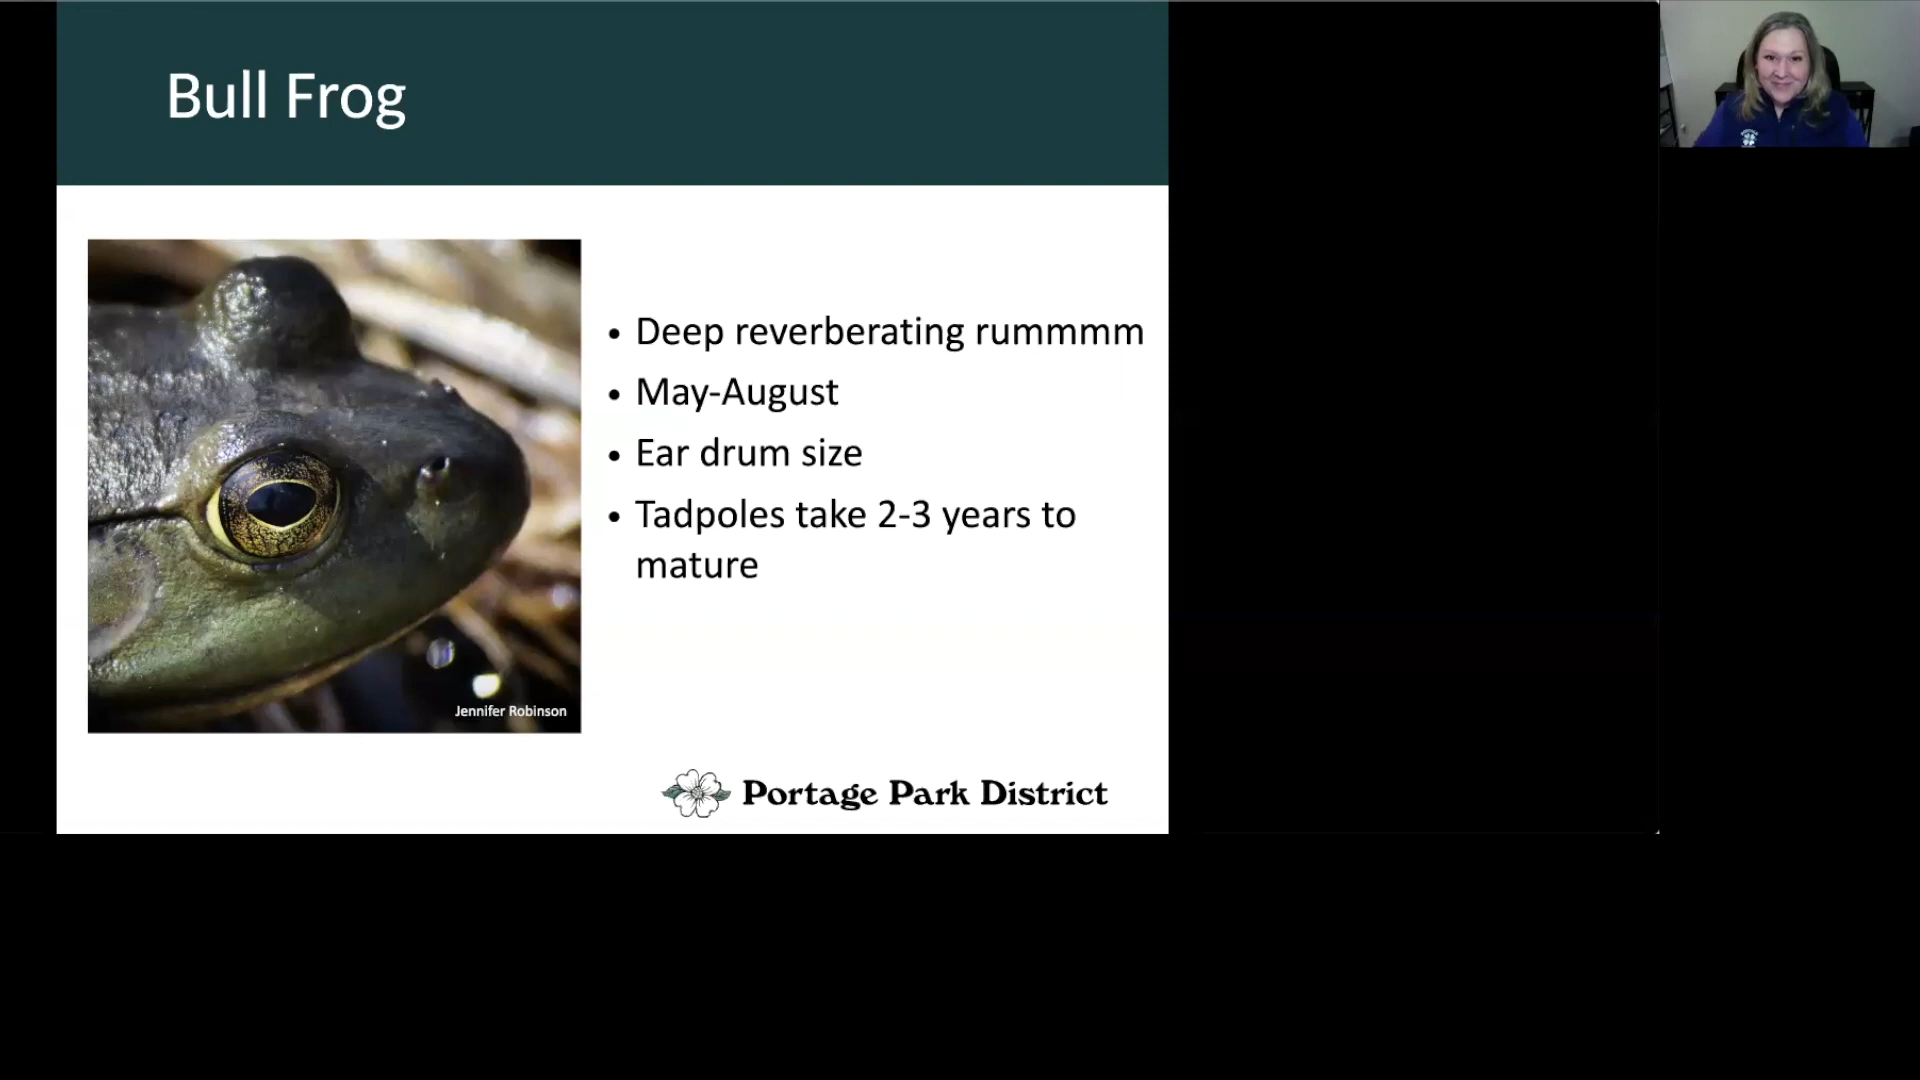 Bull Frog
• Deep reverberating rummmm
• May-August
• Ear drum size
• Tadpoles take 2-3 years to
mature
Jennifer Robinson
Portage Park District